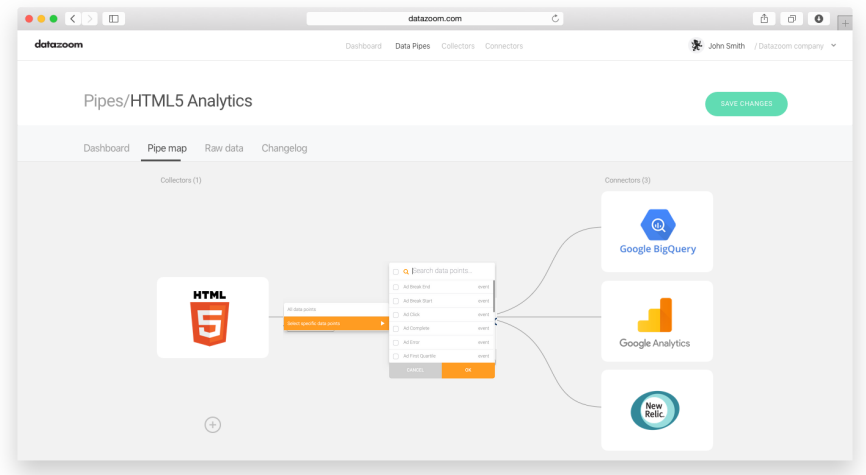 datazoom.com
datazoom
Dashboard Data Pipes Collectors Connectors
John Smith / Datazoom company
Pipes/HTML5 Analytics
SAVE CHANGES
Dashboard Pipe map Raw data Changelog
Collectors (1)
Connectors (3)
Google BigQuery
HTML
5
All data points
Select specific data points
Search data points...
Ad Break End event
Ad Break Start event
Ad Click event
Ad Complete event
Ad Error event
Ad First Quartile event
CANCEL OK
Google Analytics
New
Relic.